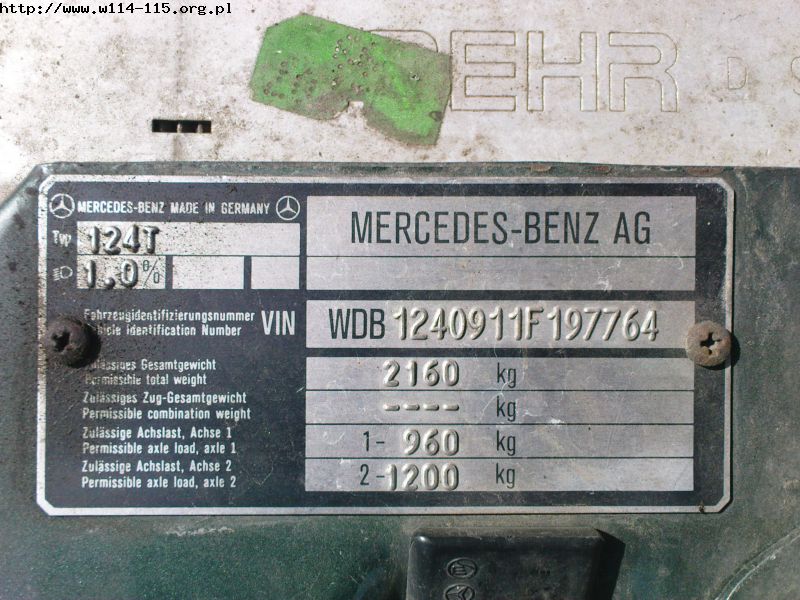 http://www.w114-115.org.pl
BEHR
D
MERCEDES-BENZ MADE IN GERMANY
MERCEDES-BENZ AG
Typ 124T
1.0%
Fahrzeugidentifizierungsnummer
Vehicle Identification Number
VIN WDB 1240911F197764
Zulässiges Gesamtgewicht
Permissible total weight
2160 kg
Zulässiges Zug-Gesamtgewicht
Permissible combination weight
---- kg
Zulässige Achslast, Achse 1
Permissible axle load, axle 1
1- 960 kg
Zulässige Achslast, Achse 2
Permissible axle load, axle 2
2- 1200 kg